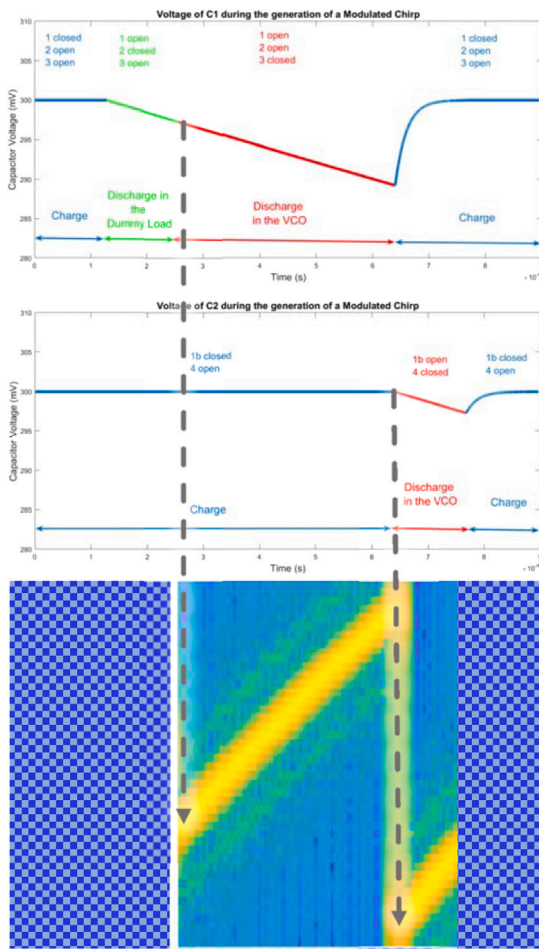 Voltage of C1 during the generation of a Modulated Chirp
310
1 closed
2 open
3 open
1 open
2 closed
3 open
1 open
2 open
3 closed
1 closed
2 open
3 open
305
300
295
290
285
280
Capacitor Voltage (mV)
Charge
Discharge in
the
Dummy Load
Discharge
in the VCO
Charge
0
1
2
3
4
5
6
7
8
Time (s)
Voltage of C2 during the generation of a Modulated Chirp
310
1b closed
4 open
1b open
4 closed
1b closed
4 open
305
300
295
290
285
280
Capacitor Voltage (mV)
Charge
Discharge
in the VCO
Charge
0
1
2
3
4
5
6
7
8
Time (s)